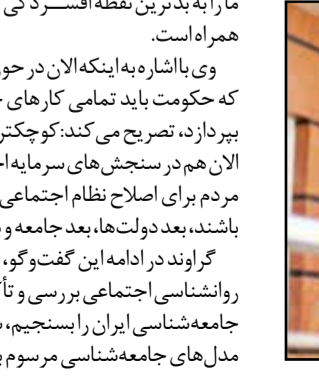 ما را به بدترین نقطه افســردگی
همراه است.
وی با اشاره به اینکه الان در
که حکومت باید تمامی کارهای
بپردازد، تصریح می‌کند: کوچکتر
الان هم در سنجش‌های سرمایه
مردم برای اصلاح نظام اجتماعی
باشند، بعد دولت‌ها، بعد جامعه و
گراوند در ادامه این گفت‌وگو،
روانشناسی اجتماعی بررسی و
جامعه‌شناسی ایران را بسنجیم،
مدل‌های جامعه‌شناسی مرسوم